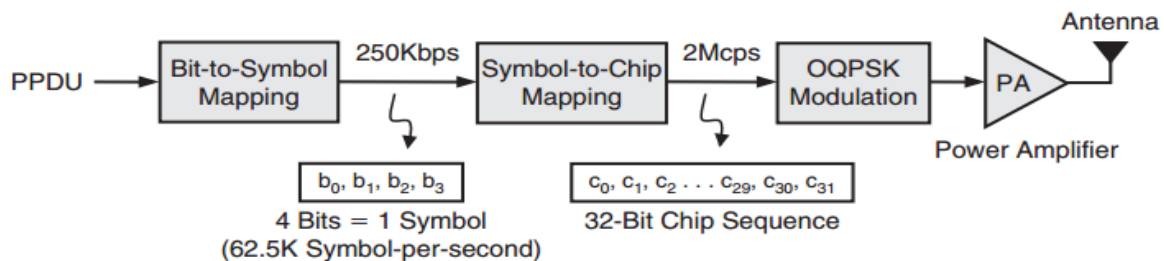 Antenna
PPDU
Bit-to-Symbol
Mapping
250Kbps
Symbol-to-Chip
Mapping
2Mcps
OQPSK
Modulation
PA
Power Amplifier
b₀, b₁, b₂, b₃
4 Bits = 1 Symbol
(62.5K Symbol-per-second)
c₀, c₁, c₂ . . . c₂₉, c₃₀, c₃₁
32-Bit Chip Sequence